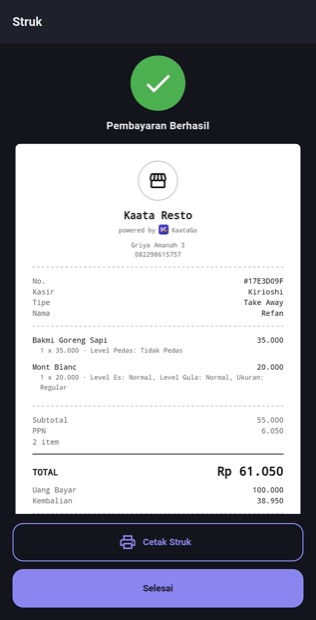 Struk
Pembayaran Berhasil
Kaata Resto
powered by KaataGo
Griya Amanah 3
082298615757
No. #17E3D09F
Kasir Kirioshi
Tipe Take Away
Nama Refan
Bakmi Goreng Sapi 35.000
1 x 35.000 - Level Pedas: Tidak Pedas
Mont Blanc 20.000
1 x 20.000 - Level Es: Normal, Level Gula: Normal, Ukuran:
Regular
Subtotal 55.000
PPN 6.050
2 item
TOTAL Rp 61.050
Uang Bayar 100.000
Kembalian 38.950
Cetak Struk
Selesai